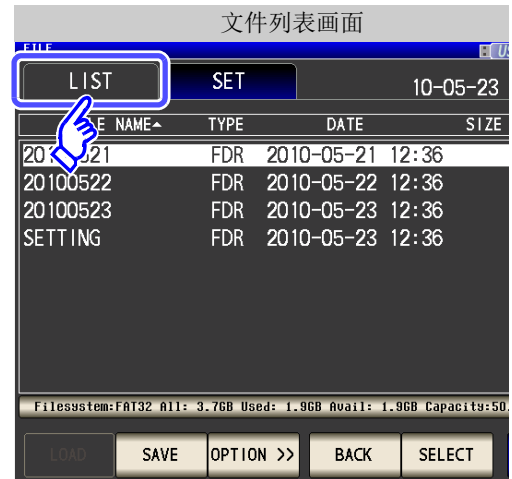 文件列表画面
FILE
LIST SET 10-05-23
NAME▲ TYPE DATE SIZE
FDR 2010-05-21 12:36
20100522 FDR 2010-05-22 12:36
20100523 FDR 2010-05-23 12:36
SETTING FDR 2010-05-23 12:36
Filesystem:FAT32 All: 3.7GB Used: 1.9GB Avail: 1.9GB Capacity:50.
LOAD SAVE OPTION >> BACK SELECT